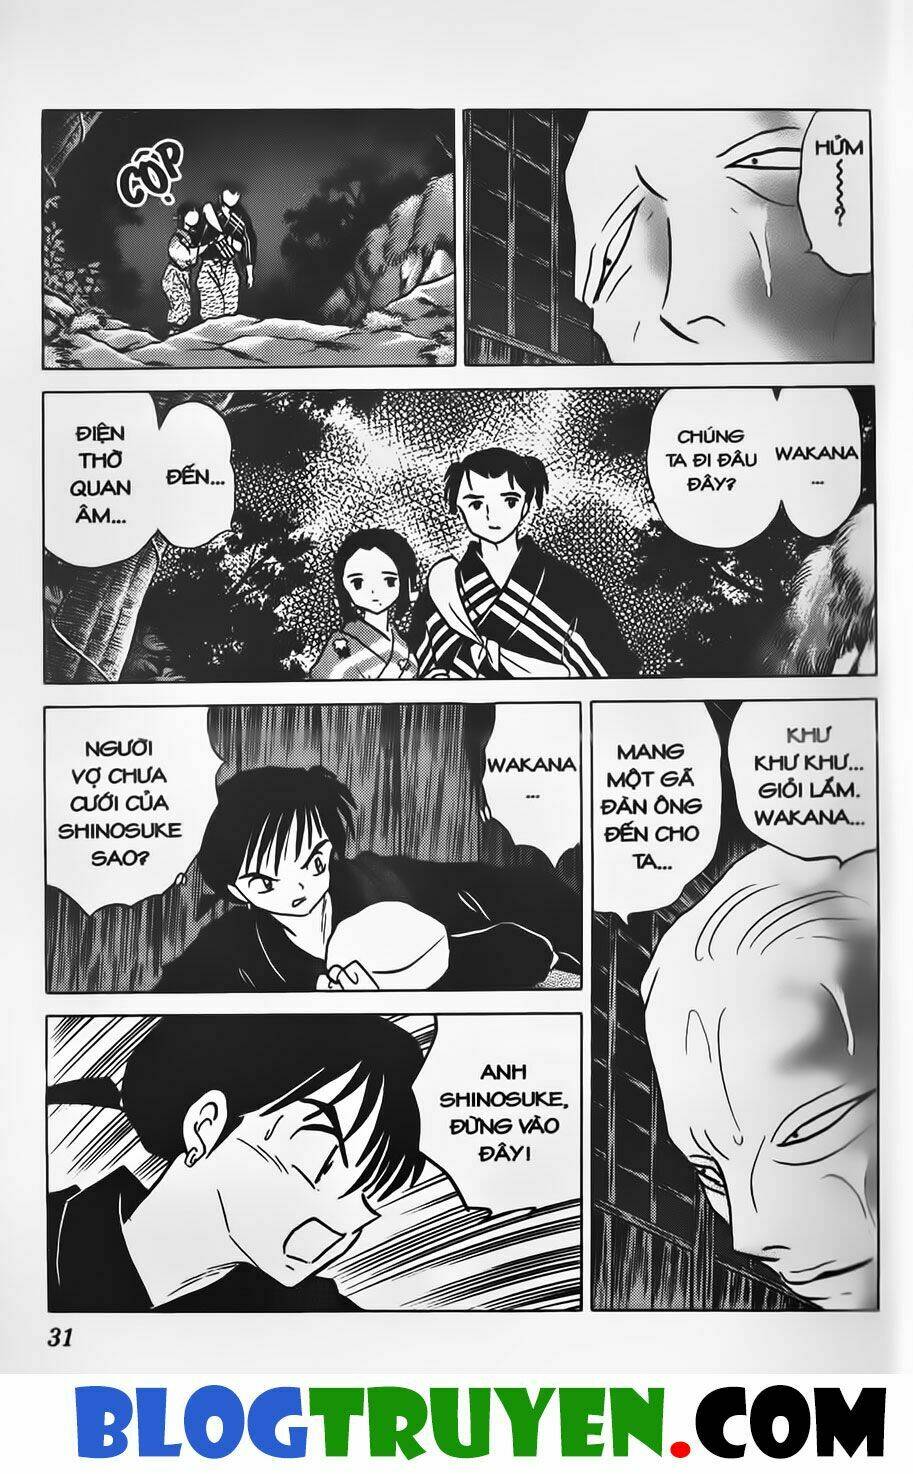 HỬM
~~~?
CỘP
WAKANA
...
CHÚNG
TA ĐI ĐÂU
ĐÂY?
ĐẾN...
ĐIỆN
THỜ
QUAN
ÂM...
KHƯ
KHƯ KHƯ...
GIỎI LẮM.
WAKANA...
MANG
MỘT GÃ
ĐÀN ÔNG
ĐẾN CHO
TA...
WAKANA
...
NGƯỜI
VỢ CHƯA
CƯỚI CỦA
SHINOSUKE
SAO?
ANH
SHINOSUKE,
ĐỪNG VÀO
ĐÂY!
31
BLOGTRUYEN.COM